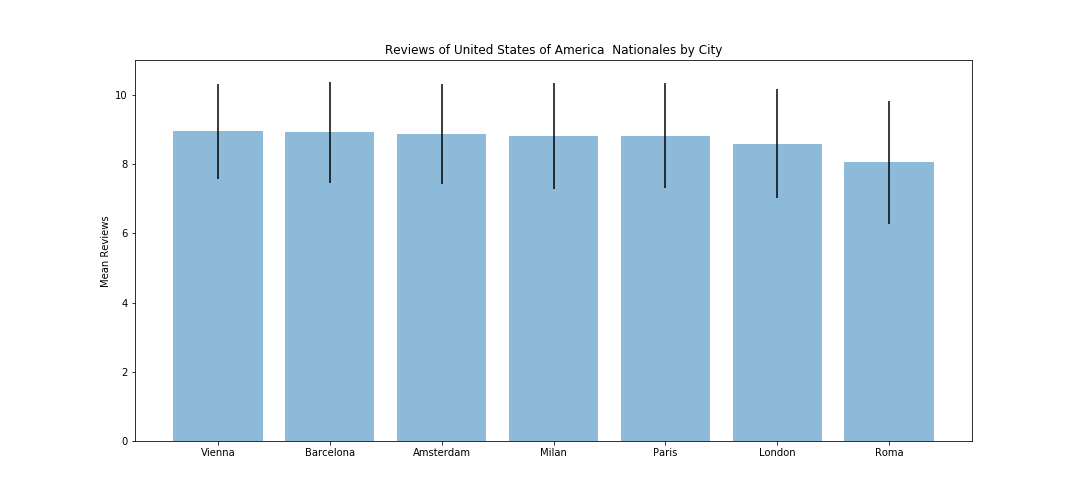 Reviews of United States of America  Nationales by City
Mean Reviews
10
8
6
4
2
0
Vienna Barcelona Amsterdam Milan Paris London Roma